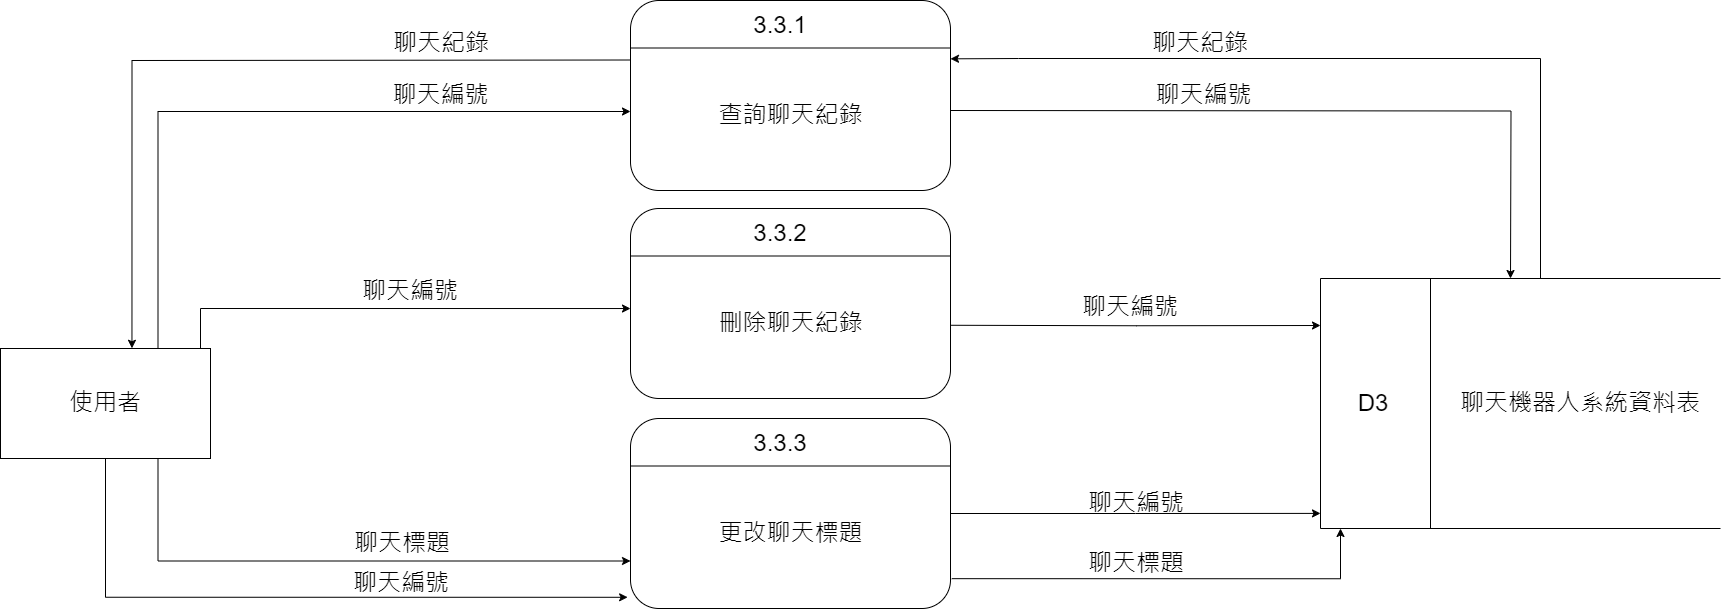 3.3.1
聊天紀錄
聊天紀錄
聊天編號
聊天編號
查詢聊天紀錄
3.3.2
聊天編號
聊天編號
刪除聊天紀錄
使用者
D3
聊天機器人系統資料表
3.3.3
聊天編號
更改聊天標題
聊天標題
聊天標題
聊天編號